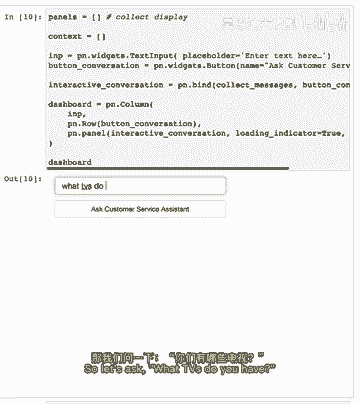 In [10]:
panels = [] # collect display
context = []
inp = pn.widgets.TextInput( placeholder='Enter text here…')
button_conversation = pn.widgets.Button(name="Ask Customer Serv
interactive_conversation = pn.bind(collect_messages, button_con
dashboard = pn.Column(
inp,
pn.Row(button_conversation),
pn.panel(interactive_conversation, loading_indicator=True,
)
dashboard
Out[10]:
what tvs do
Ask Customer Service Assistant
那我们问一下：“你们有哪些电视？”
So let's ask, "What TVs do you have?"